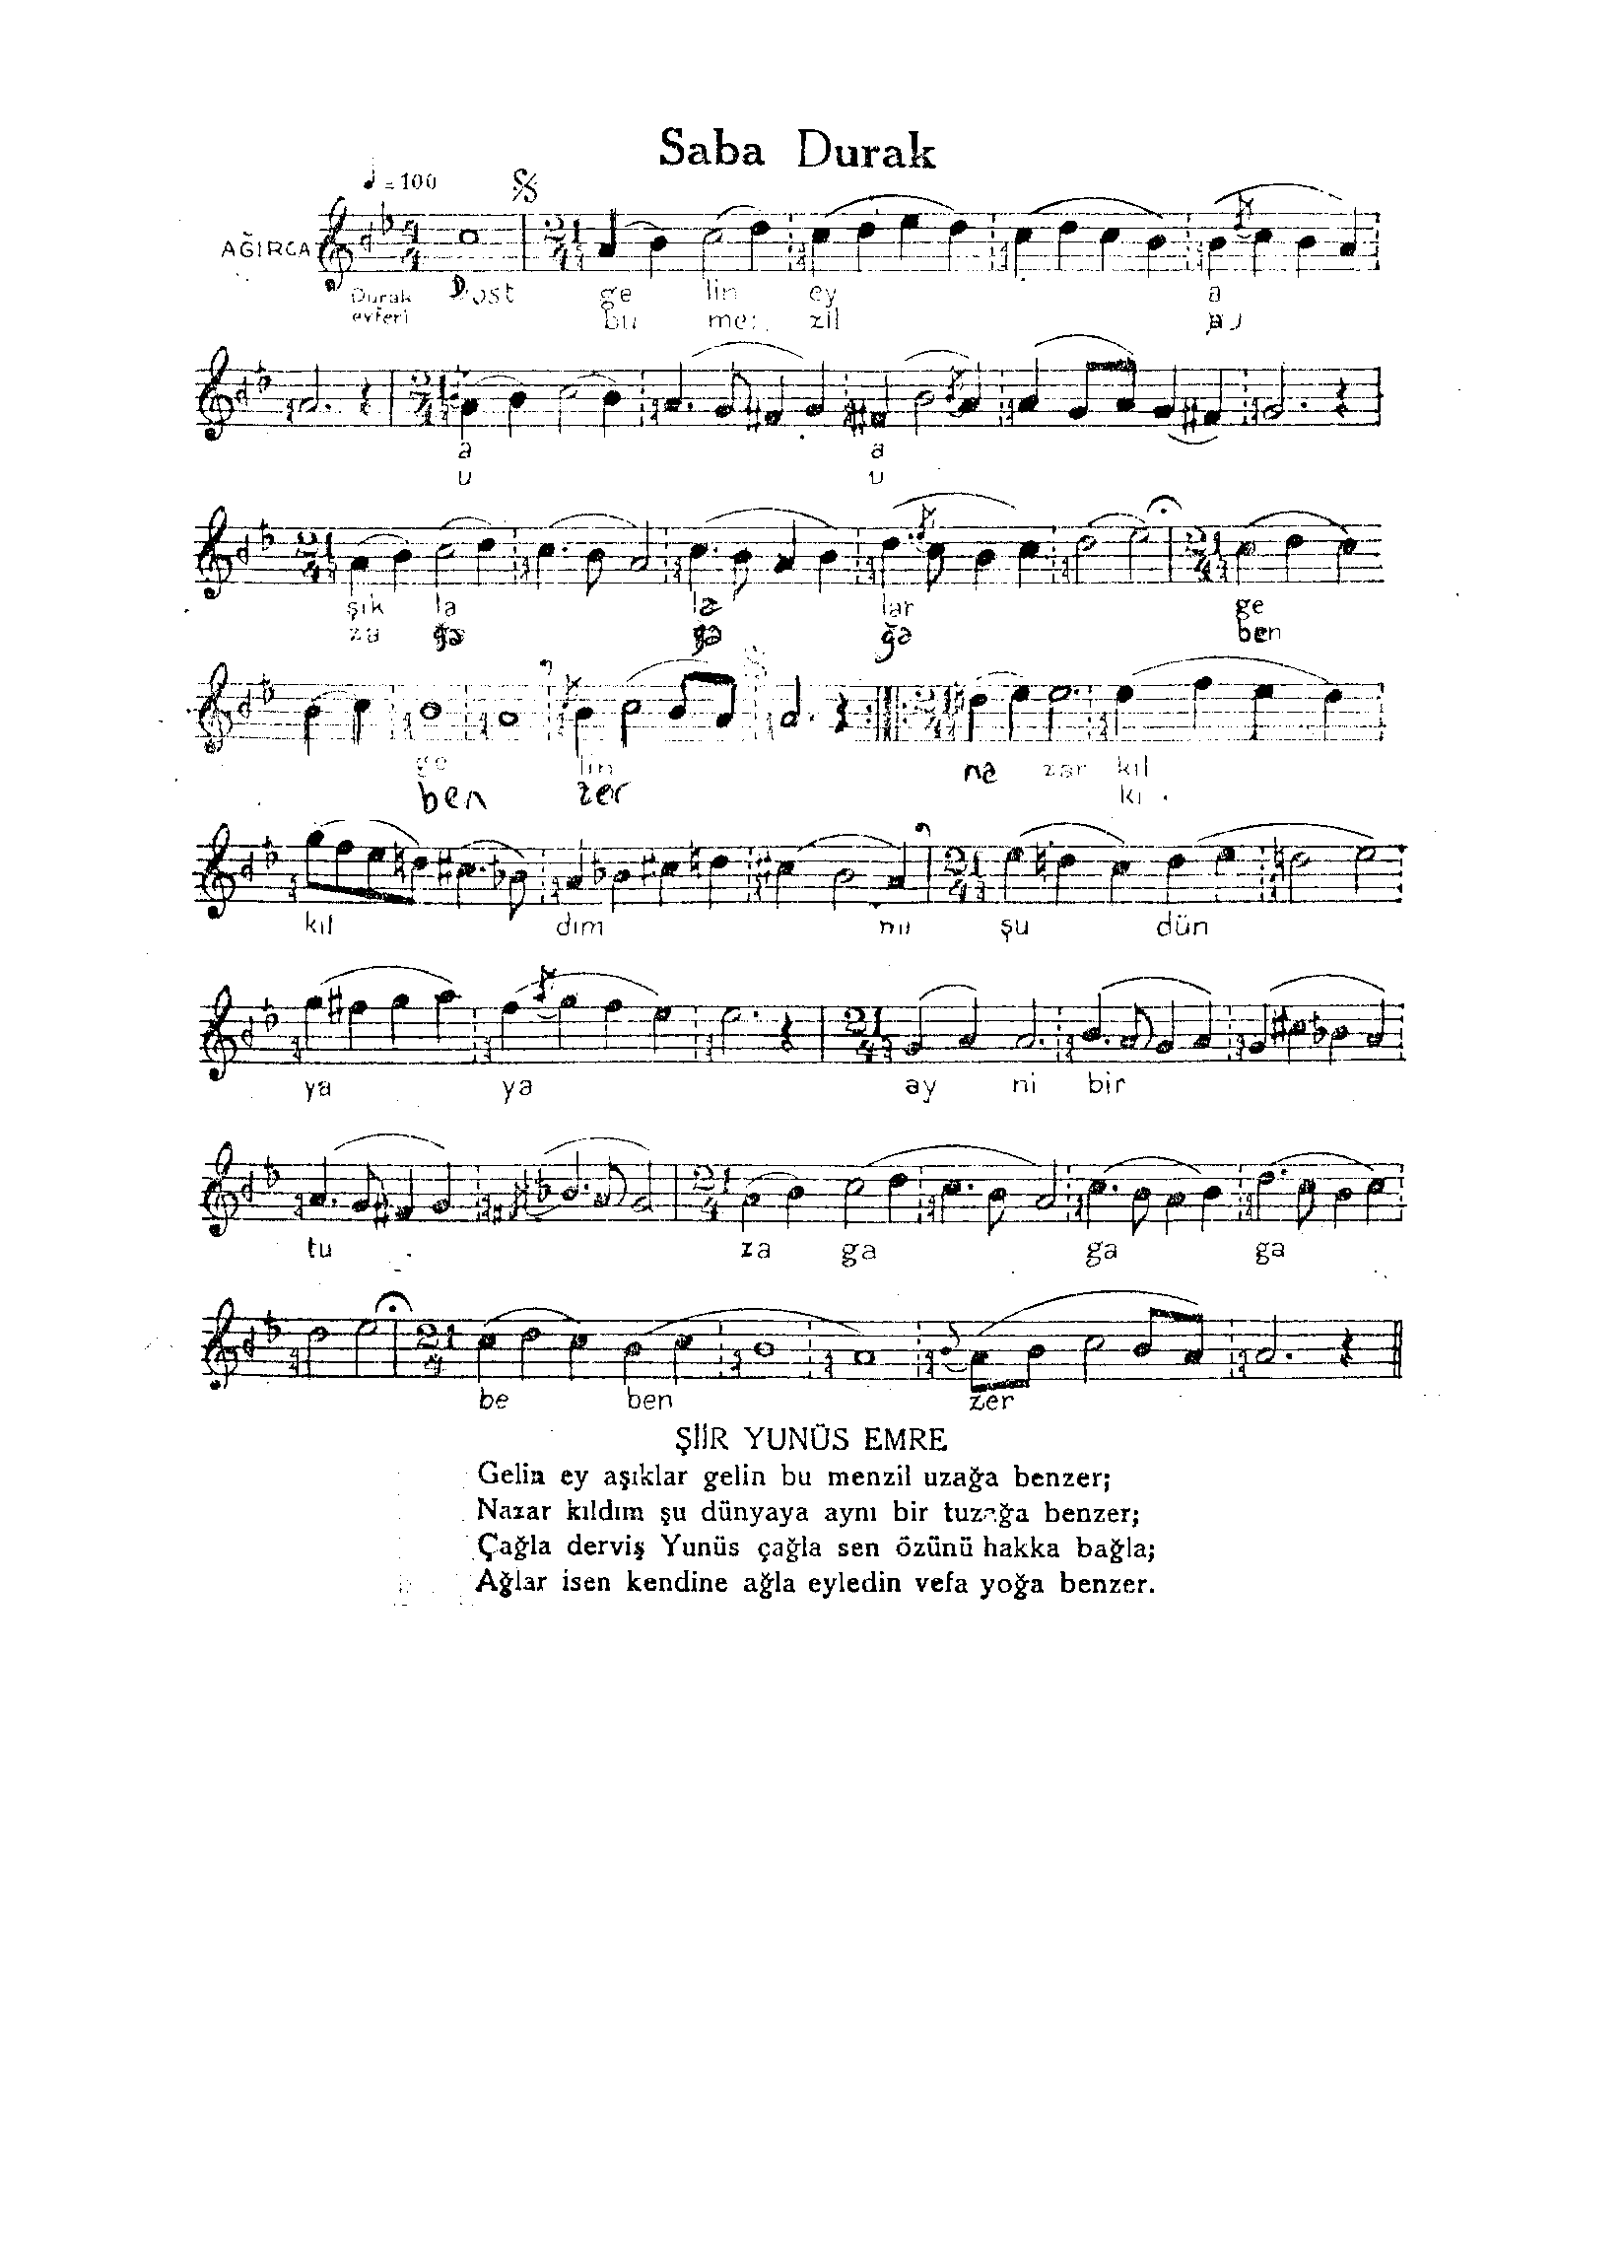 Saba Durak
♩ = 100
AĞIRCA
Durak evferi
Dost ge lin ey a
bu zil
a a
u u
şık la la lar ge
za ğa ğa ğa ben
ge lin na zar kıl
ben zer kı
kıl dım şu dün
ya ya ay ni bir
tu za ga ga ga
be ben zer
ŞİİR YUNÜS EMRE
Gelin ey aşıklar gelin bu menzil uzağa benzer;
Nazar kıldım şu dünyaya aynı bir tuzağa benzer;
Çağla derviş Yunüs çağla sen özünü hakka bağla;
Ağlar isen kendine ağla eyledin vefa yoğa benzer.